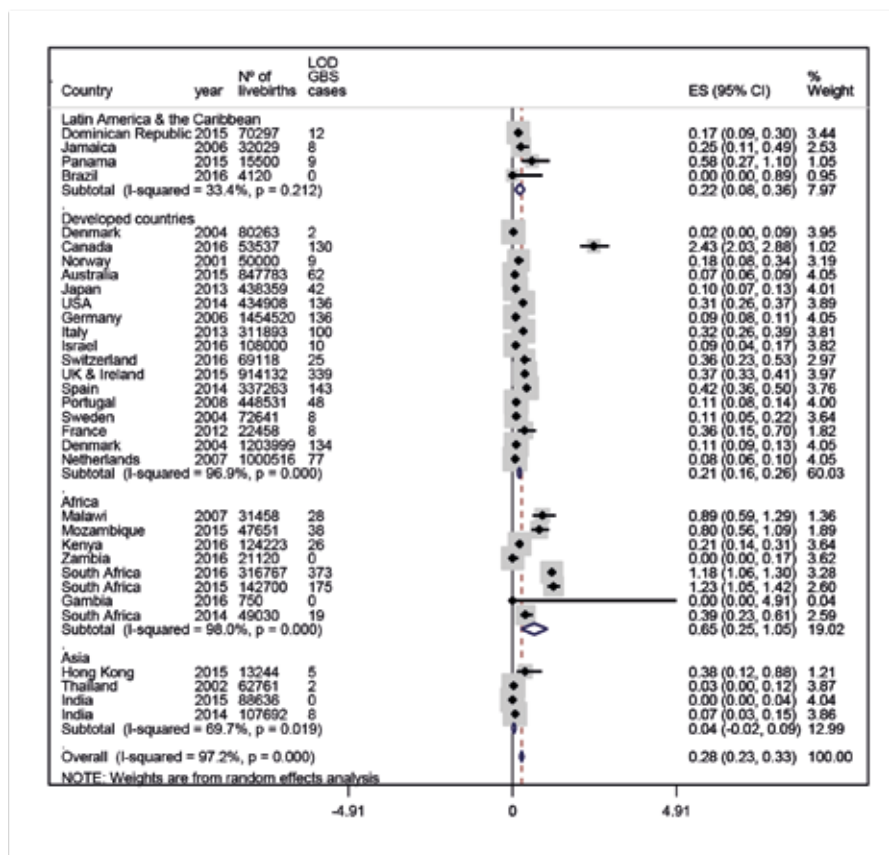 LOD
Nº of GBS %
Country year livebirths cases ES (95% CI) Weight
Latin America & the Caribbean
Dominican Republic 2015 70297 12 0.17 (0.09, 0.30) 3.44
Jamaica 2006 32029 8 0.25 (0.11, 0.49) 2.53
Panama 2015 15500 9 0.58 (0.27, 1.10) 1.05
Brazil 2016 4120 0 0.00 (0.00, 0.89) 0.95
Subtotal (I-squared = 33.4%, p = 0.212) 0.22 (0.08, 0.36) 7.97
.
Developed countries
Denmark 2004 80263 2 0.02 (0.00, 0.09) 3.95
Canada 2016 53537 130 2.43 (2.03, 2.88) 1.02
Norway 2001 50000 9 0.18 (0.08, 0.34) 3.19
Australia 2015 847783 62 0.07 (0.06, 0.09) 4.05
Japan 2013 438359 42 0.10 (0.07, 0.13) 4.01
USA 2014 434908 136 0.31 (0.26, 0.37) 3.89
Germany 2006 1454520 136 0.09 (0.08, 0.11) 4.05
Italy 2013 311893 100 0.32 (0.26, 0.39) 3.81
Israel 2016 108000 10 0.09 (0.04, 0.17) 3.82
Switzerland 2016 69118 25 0.36 (0.23, 0.53) 2.97
UK & Ireland 2015 914132 339 0.37 (0.33, 0.41) 3.97
Spain 2014 337263 143 0.42 (0.36, 0.50) 3.76
Portugal 2008 448531 48 0.11 (0.08, 0.14) 4.00
Sweden 2004 72641 8 0.11 (0.05, 0.22) 3.64
France 2012 22458 8 0.36 (0.15, 0.70) 1.82
Denmark 2004 1203999 134 0.11 (0.09, 0.13) 4.05
Netherlands 2007 1000516 77 0.08 (0.06, 0.10) 4.05
Subtotal (I-squared = 96.9%, p = 0.000) 0.21 (0.16, 0.26) 60.03
.
Africa
Malawi 2007 31458 28 0.89 (0.59, 1.29) 1.36
Mozambique 2015 47651 38 0.80 (0.56, 1.09) 1.89
Kenya 2016 124223 26 0.21 (0.14, 0.31) 3.64
Zambia 2016 21120 0 0.00 (0.00, 0.17) 3.62
South Africa 2016 316767 373 1.18 (1.06, 1.30) 3.28
South Africa 2015 142700 175 1.23 (1.05, 1.42) 2.60
Gambia 2016 750 0 0.00 (0.00, 4.91) 0.04
South Africa 2014 49030 19 0.39 (0.23, 0.61) 2.59
Subtotal (I-squared = 98.0%, p = 0.000) 0.65 (0.25, 1.05) 19.02
.
Asia
Hong Kong 2015 13244 5 0.38 (0.12, 0.88) 1.21
Thailand 2002 62761 2 0.03 (0.00, 0.12) 3.87
India 2015 88636 0 0.00 (0.00, 0.04) 4.04
India 2014 107692 8 0.07 (0.03, 0.15) 3.86
Subtotal (I-squared = 69.7%, p = 0.019) 0.04 (-0.02, 0.09) 12.99
.
Overall (I-squared = 97.2%, p = 0.000) 0.28 (0.23, 0.33) 100.00
NOTE: Weights are from random effects analysis
-4.91 0 4.91